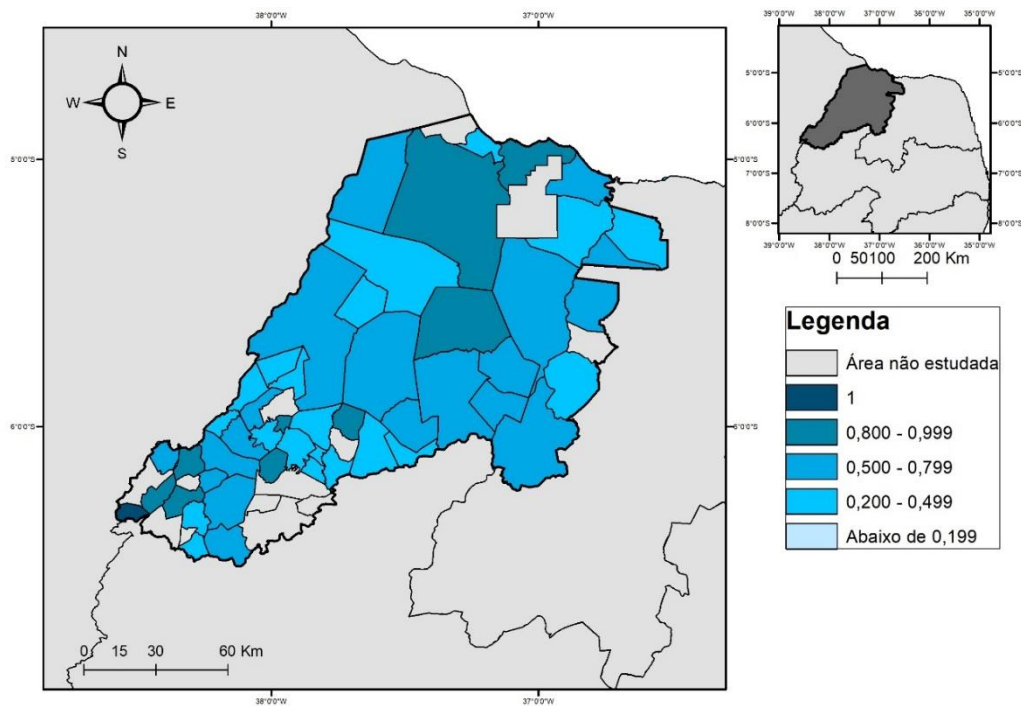 38°0'0"W 37°0'0"W
N
W E
S
5°0'0"S
6°0'0"S 6°0'0"S
0 15 30 60 Km
38°0'0"W 37°0'0"W
39°0'0"W 38°0'0"W 37°0'0"W 36°0'0"W 35°0'0"W
5°0'0"S 5°0'0"S
6°0'0"S 6°0'0"S
7°0'0"S 7°0'0"S
8°0'0"S 8°0'0"S
39°0'0"W 38°0'0"W 37°0'0"W 36°0'0"W 35°0'0"W
0 50100 200 Km
Legenda
Área não estudada
1
0,800 - 0,999
0,500 - 0,799
0,200 - 0,499
Abaixo de 0,199